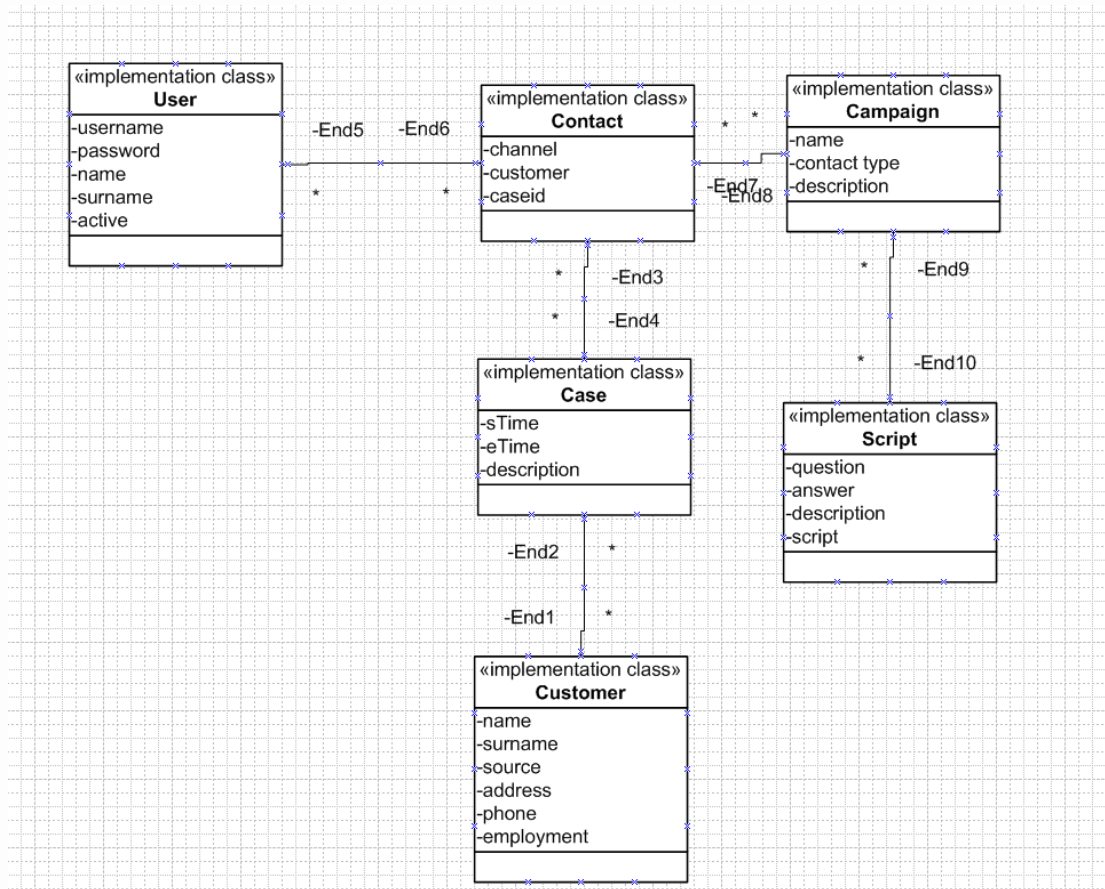 «implementation class»
User
-username
-password
-name
-surname
-active
-End5
-End6
*
*
«implementation class»
Contact
-channel
-customer
-caseid
*
*
-End7
-End8
«implementation class»
Campaign
-name
-contact type
-description
*
-End3
*
-End4
*
-End9
*
-End10
«implementation class»
Case
-sTime
-eTime
-description
«implementation class»
Script
-question
-answer
-description
-script
-End2
*
-End1
*
«implementation class»
Customer
-name
-surname
-source
-address
-phone
-employment